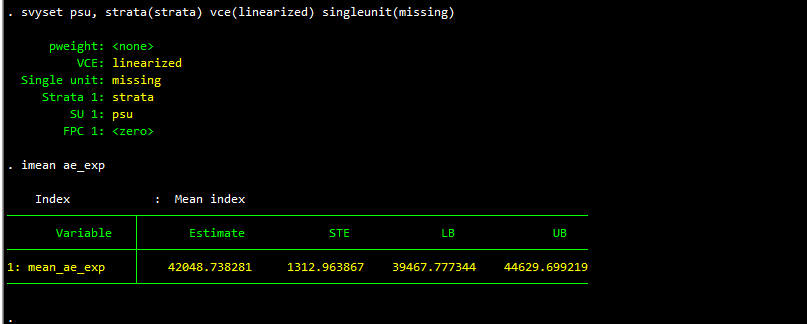 . svyset psu, strata(strata) vce(linearized) singleunit(missing)
pweight: <none>
VCE: linearized
Single unit: missing
Strata 1: strata
SU 1: psu
FPC 1: <zero>
. imean ae_exp
Index : Mean index
Variable Estimate STE LB UB
1: mean_ae_exp 42048.738281 1312.963867 39467.777344 44629.699219
.